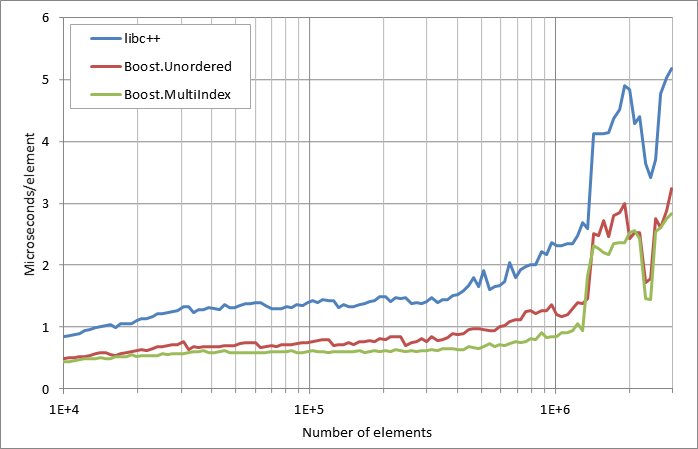 6
libc++
Boost.Unordered
Boost.MultiIndex
5
4
3
2
1
0
Microseconds/element
1E+4
1E+5
1E+6
Number of elements